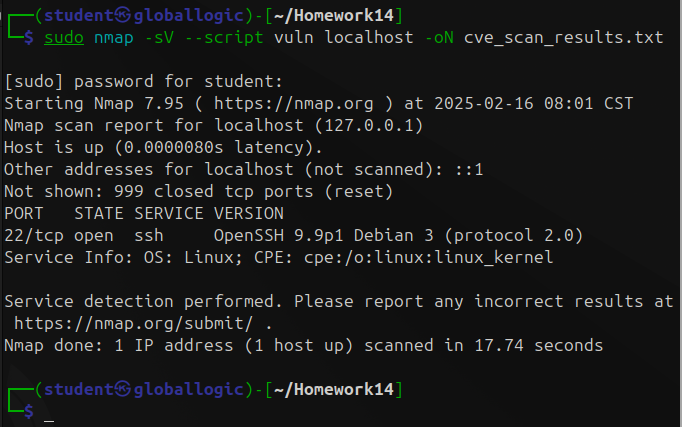 ┌──(student㉿globallogic)-[~/Homework14]
└─$ sudo nmap -sV --script vuln localhost -oN cve_scan_results.txt
[sudo] password for student:
Starting Nmap 7.95 ( https://nmap.org ) at 2025-02-16 08:01 CST
Nmap scan report for localhost (127.0.0.1)
Host is up (0.0000080s latency).
Other addresses for localhost (not scanned): ::1
Not shown: 999 closed tcp ports (reset)
PORT   STATE SERVICE VERSION
22/tcp open  ssh     OpenSSH 9.9p1 Debian 3 (protocol 2.0)
Service Info: OS: Linux; CPE: cpe:/o:linux:linux_kernel
Service detection performed. Please report any incorrect results at
https://nmap.org/submit/ .
Nmap done: 1 IP address (1 host up) scanned in 17.74 seconds
┌──(student㉿globallogic)-[~/Homework14]
└─$ _